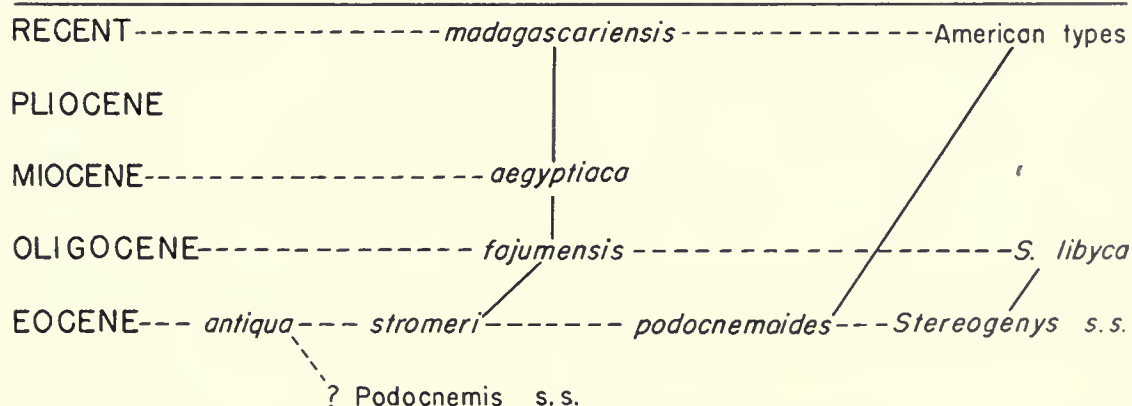 RECENT madagascariensis American types
PLIOCENE
MIOCENE aegyptiaca
OLIGOCENE fajumensis S. libyca
EOCENE antiqua stromeri podocnemoides Stereogenys s.s.
? Podocnemis s.s.